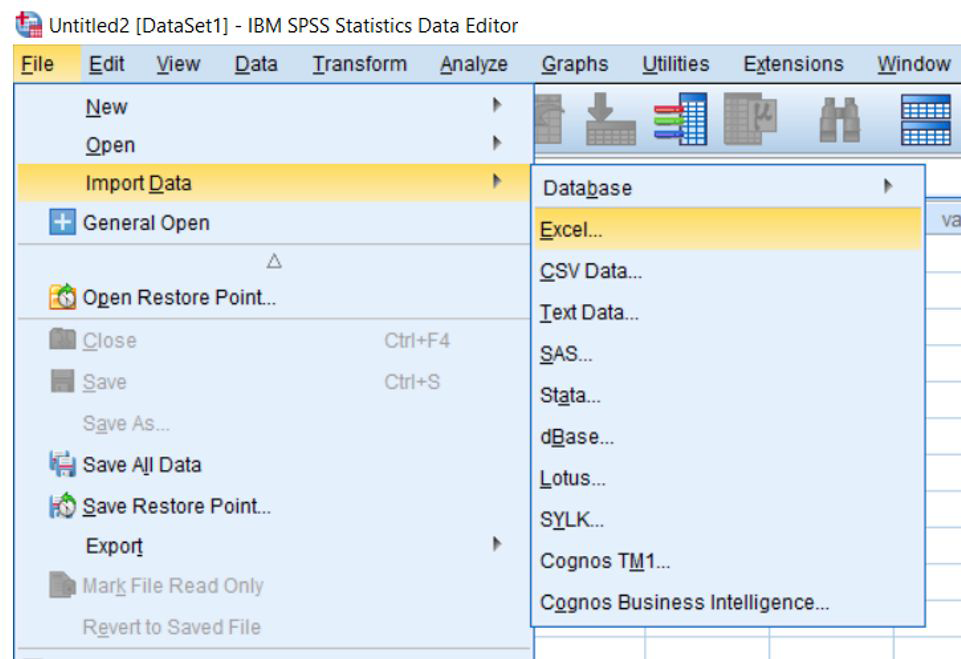 Untitled2 [DataSet1] - IBM SPSS Statistics Data Editor
File Edit View Data Transform Analyze Graphs Utilities Extensions Window
New
Open
Import Data
General Open
Open Restore Point...
Close Ctrl+F4
Save Ctrl+S
Save As...
Save All Data
Save Restore Point...
Export
Mark File Read Only
Revert to Saved File
Database
Excel...
CSV Data...
Text Data...
SAS...
Stata...
dBase...
Lotus...
SYLK...
Cognos TM1...
Cognos Business Intelligence...
va